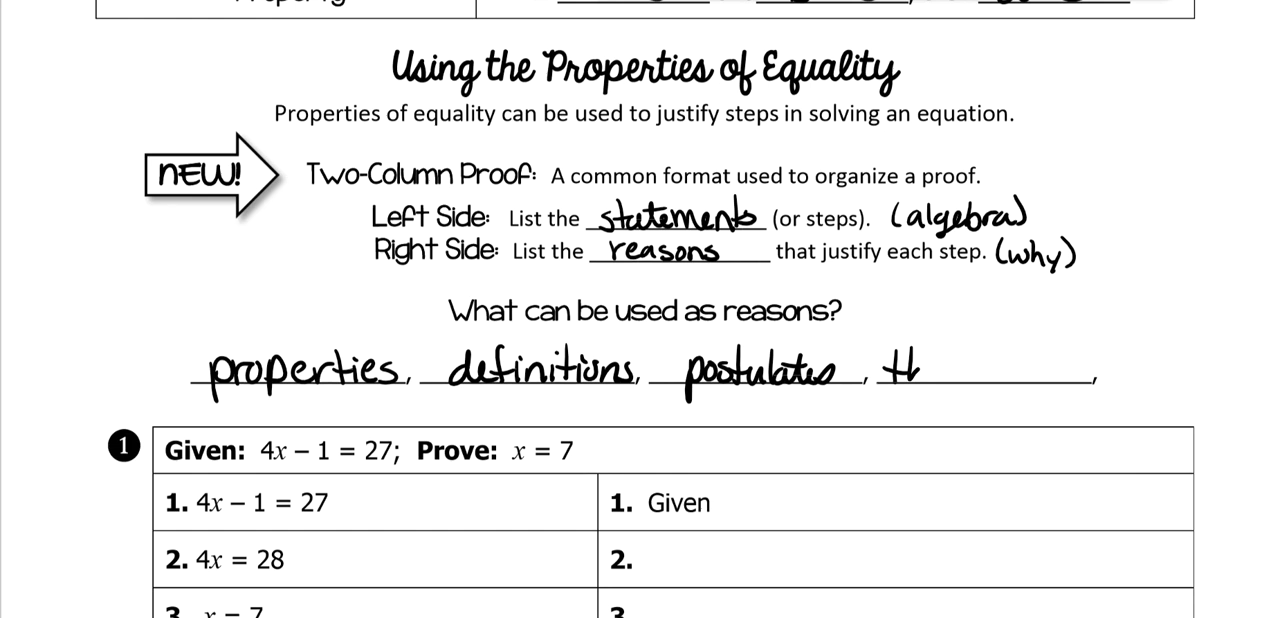 Using the Properties of Equality
Properties of equality can be used to justify steps in solving an equation.
NEW!
Two-Column Proof: A common format used to organize a proof.
Left Side: List the statements (or steps). (algebra)
Right Side: List the reasons that justify each step. (why)
What can be used as reasons?
properties, definitions, postulates, th ,
1 Given: 4x – 1 = 27; Prove: x = 7
1. 4x – 1 = 27 1. Given
2. 4x = 28 2.
3. x = 7 3.